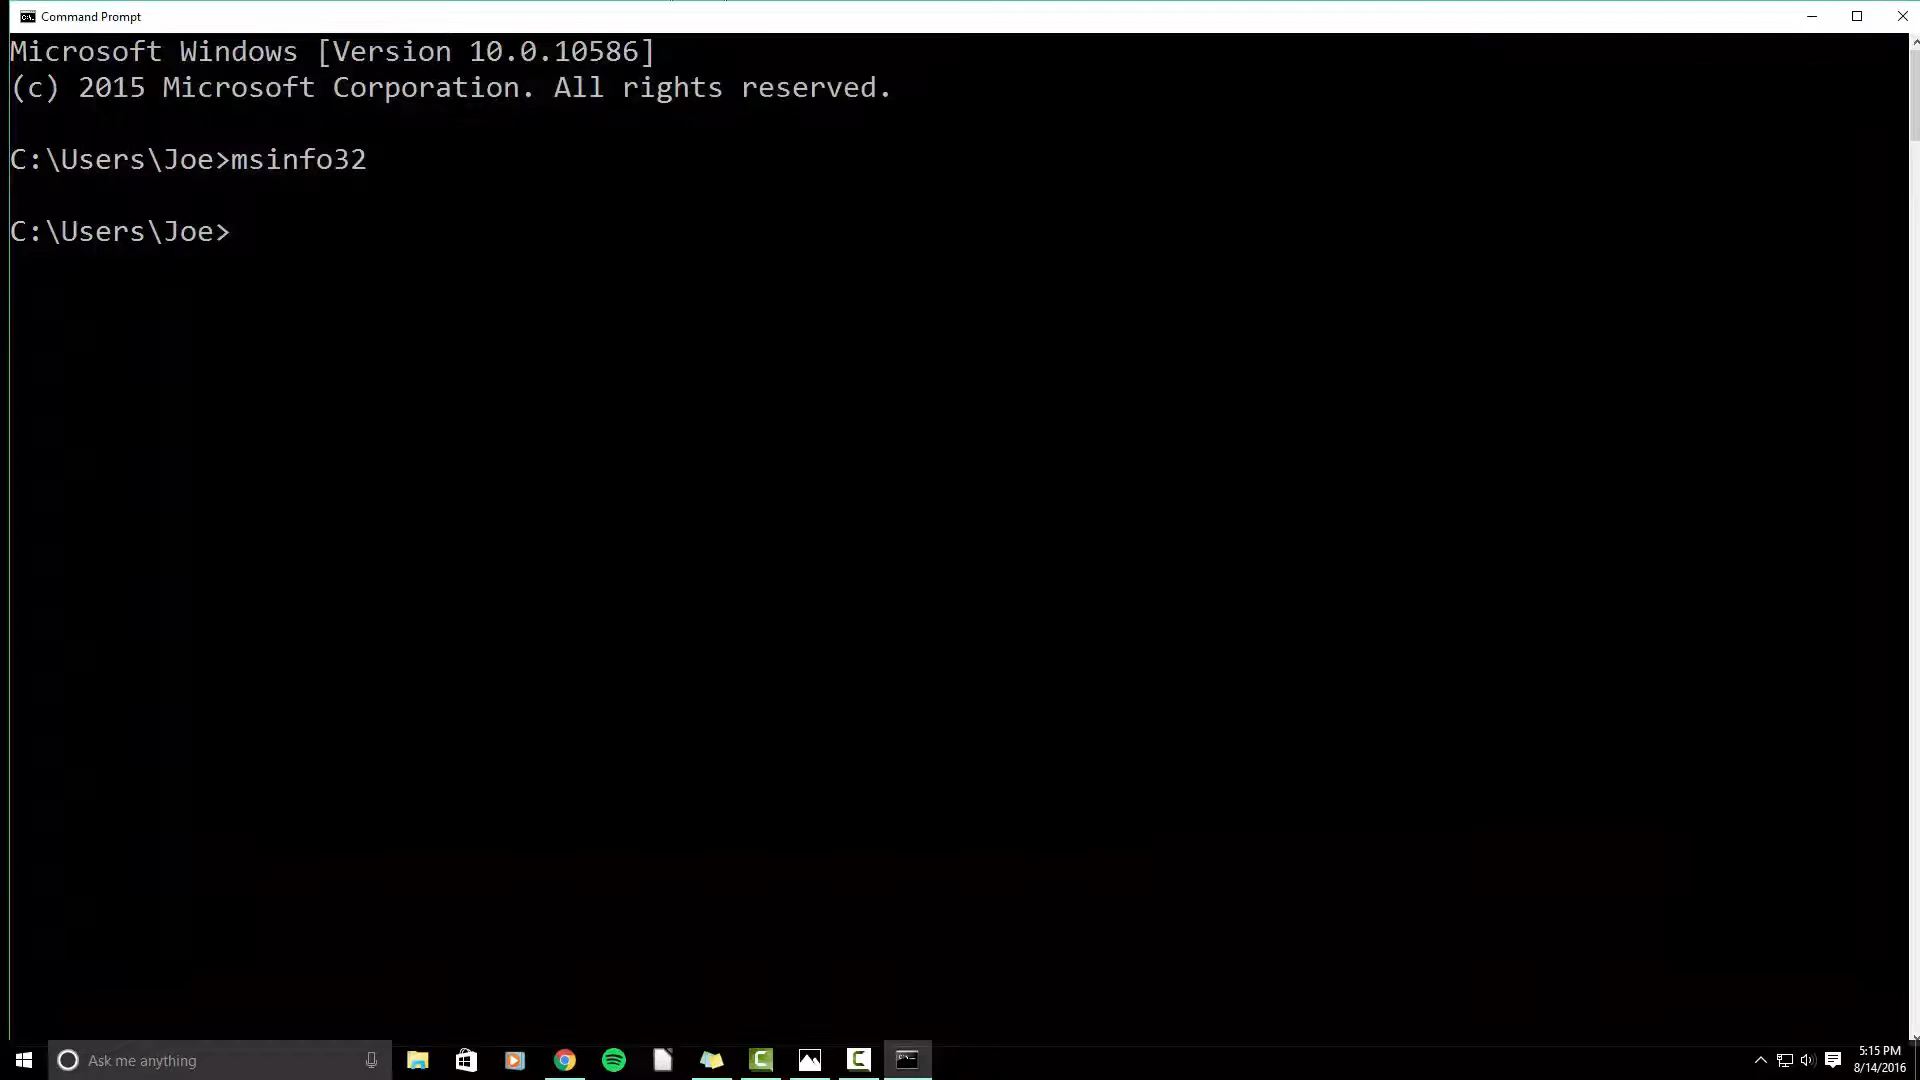 Command Prompt
Microsoft Windows [Version 10.0.10586]
(c) 2015 Microsoft Corporation. All rights reserved.
C:\Users\Joe>msinfo32
C:\Users\Joe>
Ask me anything
5:15 PM
8/14/2016